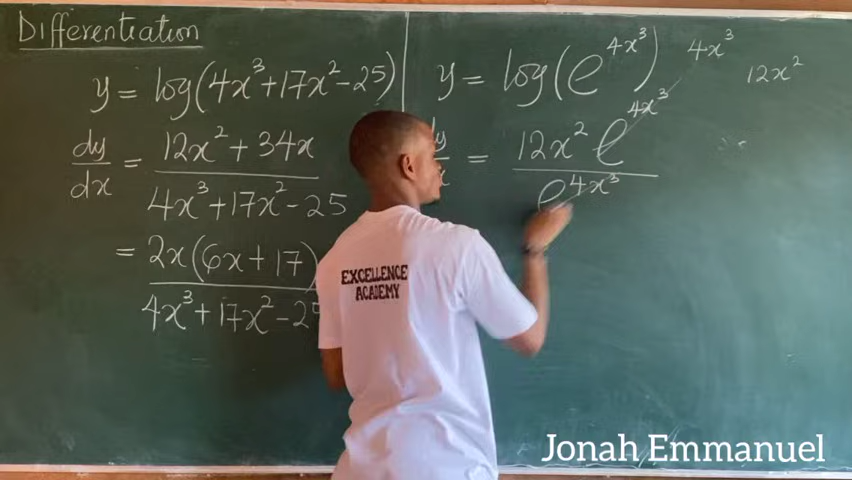 Differentiation
y = log(4x³+17x²-25)
dy/dx = 12x² + 34x / 4x³+17x²-25
= 2x(6x+17) / 4x³+17x²-25
y = log(e^4x³)
4x³
12x²
dy/x = 12x² e^4x³ / e^4x³
EXCELLENCE
ACADEMY
Jonah Emmanuel